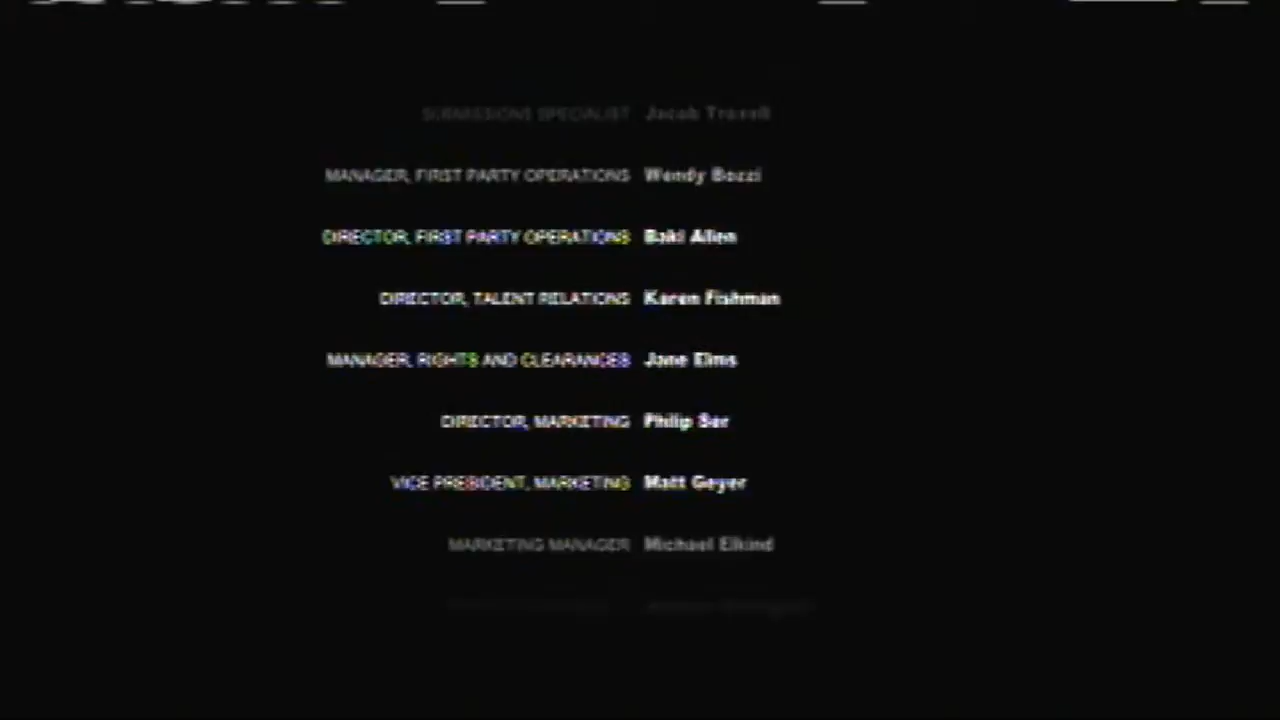 SUBMISSIONS SPECIALIST Jacob Troxell
MANAGER, FIRST PARTY OPERATIONS Wendy Bozzi
DIRECTOR, FIRST PARTY OPERATIONS Baki Allen
DIRECTOR, TALENT RELATIONS Karen Fishman
MANAGER, RIGHTS AND CLEARANCES Jane Elms
DIRECTOR, MARKETING Philip Ser
VICE PRESIDENT, MARKETING Matt Geyer
MARKETING MANAGER Michael Elkind